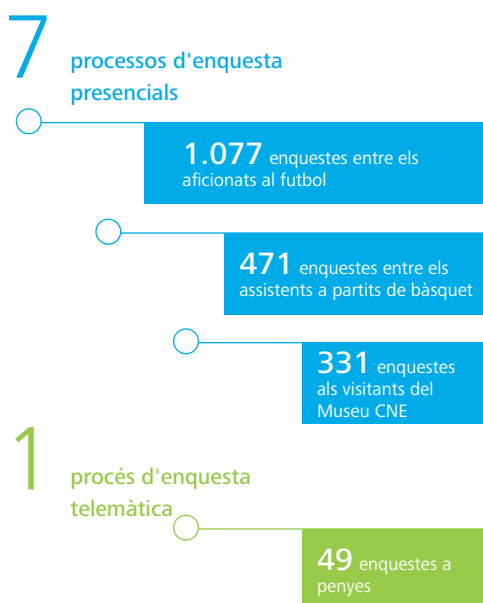 7
processos d'enquesta
presencials
1.077 enquestes entre els
aficionats al futbol
471 enquestes entre els
assistents a partits de bàsquet
331 enquestes
als visitants del
Museu CNE
1
procés d'enquesta
telemàtica
49 enquestes a
penyes